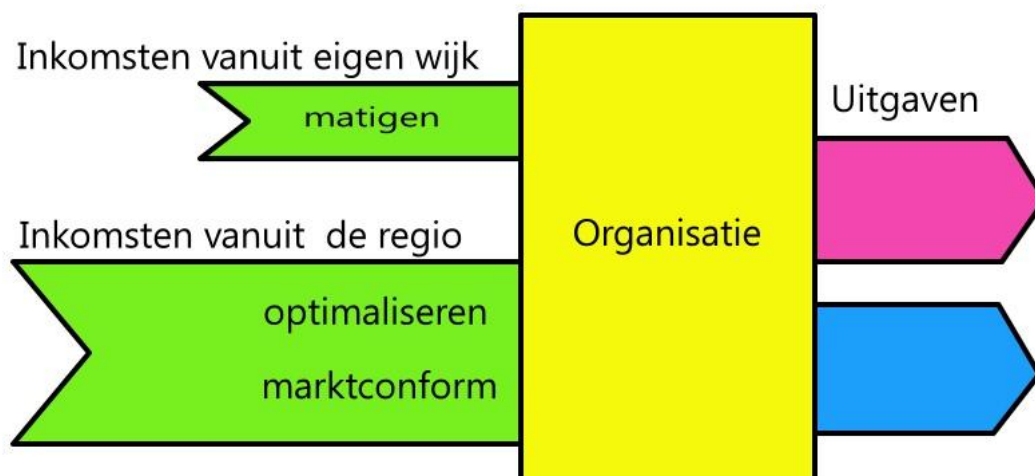 Inkomsten vanuit eigen wijk
matigen
Inkomsten vanuit de regio
optimaliseren
marktconform
Organisatie
Uitgaven